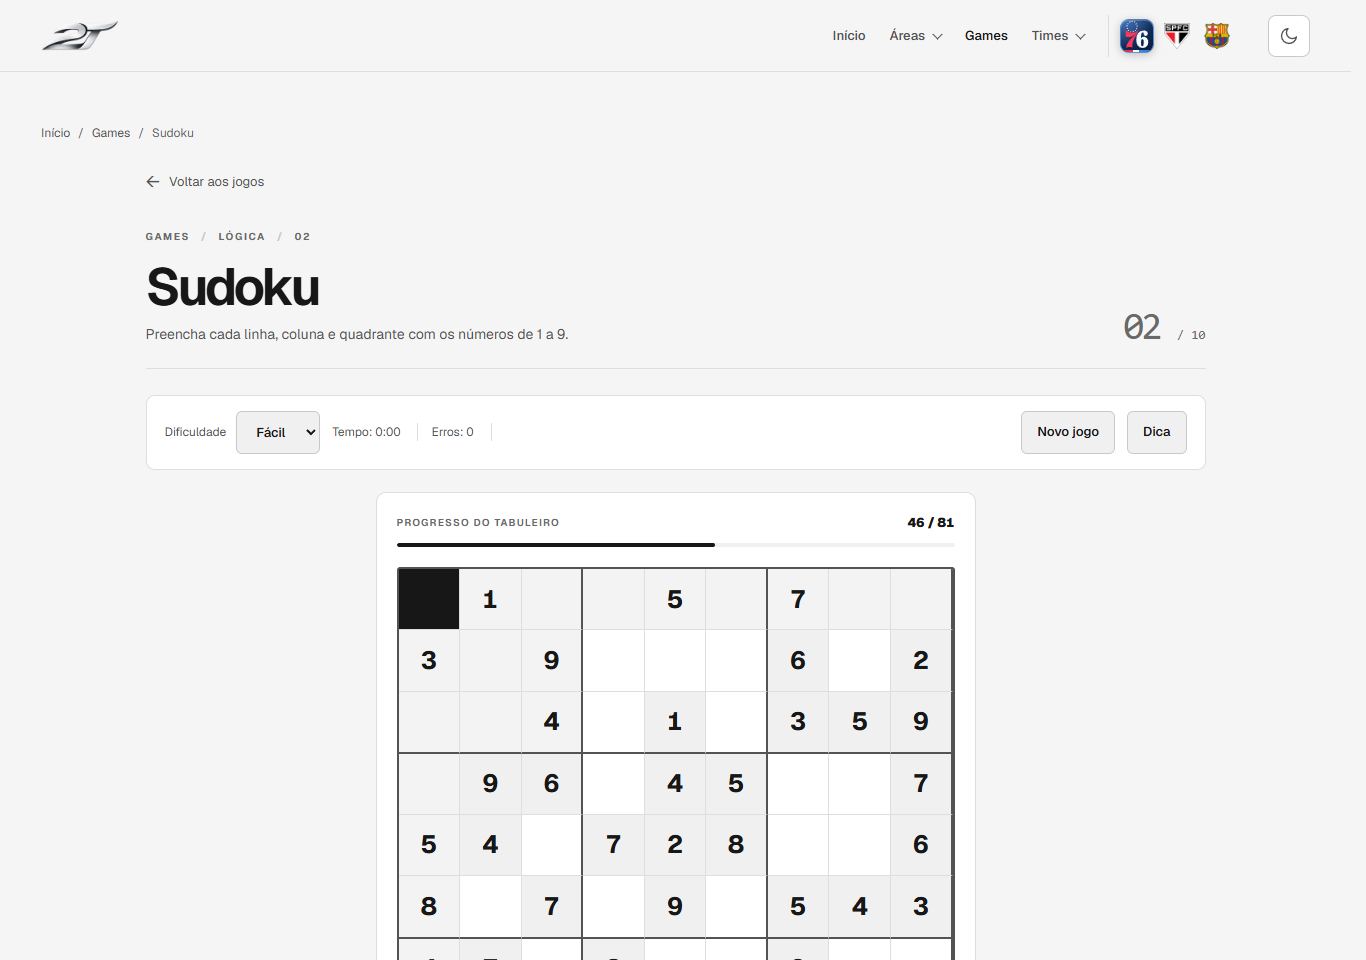 Início Áreas Games Times 76 SPFC
Início / Games / Sudoku
← Voltar aos jogos
GAMES / LÓGICA / 02
Sudoku
Preencha cada linha, coluna e quadrante com os números de 1 a 9.
02 / 10
Dificuldade Fácil Tempo: 0:00 Erros: 0 Novo jogo Dica
PROGRESSO DO TABULEIRO 46 / 81
1 5 7
3 9 6 2
4 1 3 5 9
9 6 4 5 7
5 4 7 2 8 6
8 7 9 5 4 3